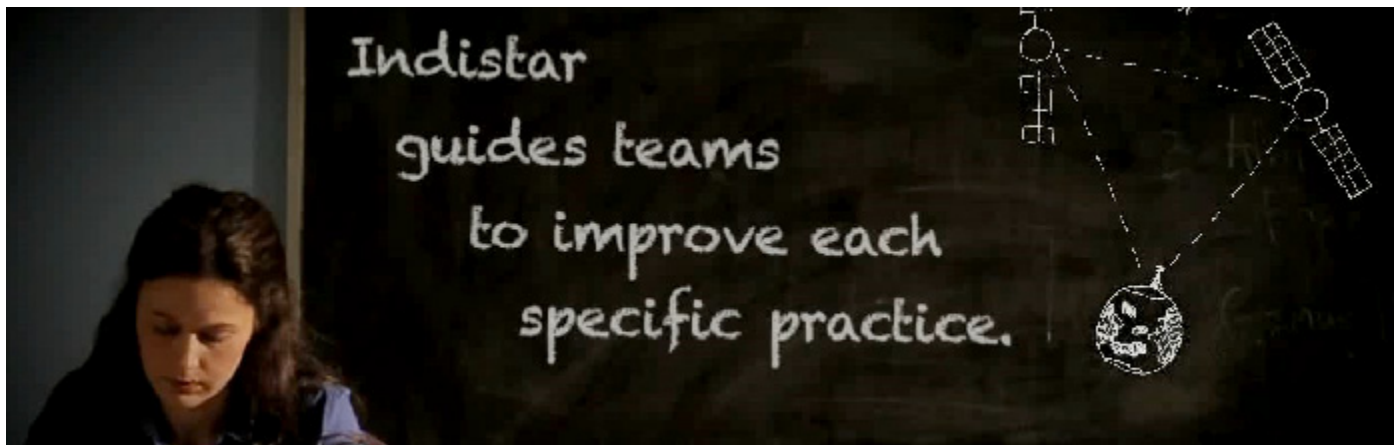 Indistar
guides teams
to improve each
specific practice.